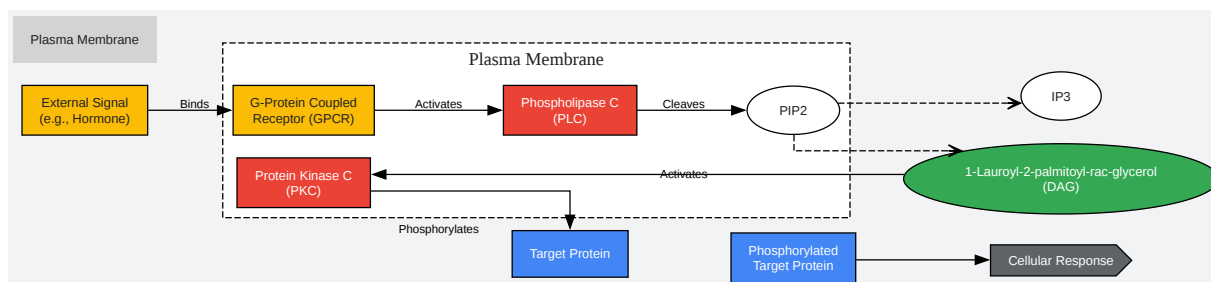 Plasma Membrane
Plasma Membrane
External Signal
(e.g., Hormone)
Binds
G-Protein Coupled
Receptor (GPCR)
Activates
Phospholipase C
(PLC)
Cleaves
PIP2
IP3
Protein Kinase C
(PKC)
Activates
1-Lauroyl-2-palmitoyl-rac-glycerol
(DAG)
Phosphorylates
Target Protein
Phosphorylated
Target Protein
Cellular Response